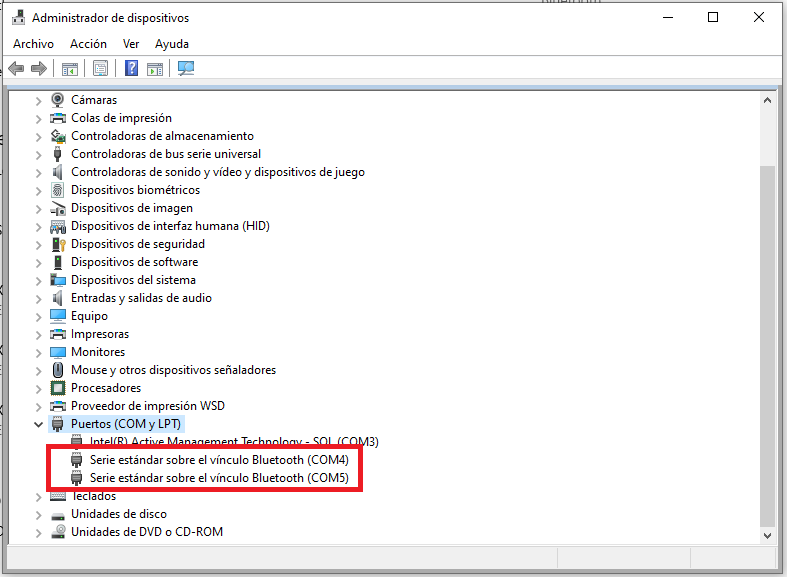 Administrador de dispositivos
Archivo Acción Ver Ayuda
Cámaras
Colas de impresión
Controladoras de almacenamiento
Controladoras de bus serie universal
Controladoras de sonido y vídeo y dispositivos de juego
Dispositivos biométricos
Dispositivos de imagen
Dispositivos de interfaz humana (HID)
Dispositivos de seguridad
Dispositivos de software
Dispositivos del sistema
Entradas y salidas de audio
Equipo
Impresoras
Monitores
Mouse y otros dispositivos señaladores
Procesadores
Proveedor de impresión WSD
Puertos (COM y LPT)
Intel(R) Active Management Technology - SOL (COM3)
Serie estándar sobre el vínculo Bluetooth (COM4)
Serie estándar sobre el vínculo Bluetooth (COM5)
Teclados
Unidades de disco
Unidades de DVD o CD-ROM